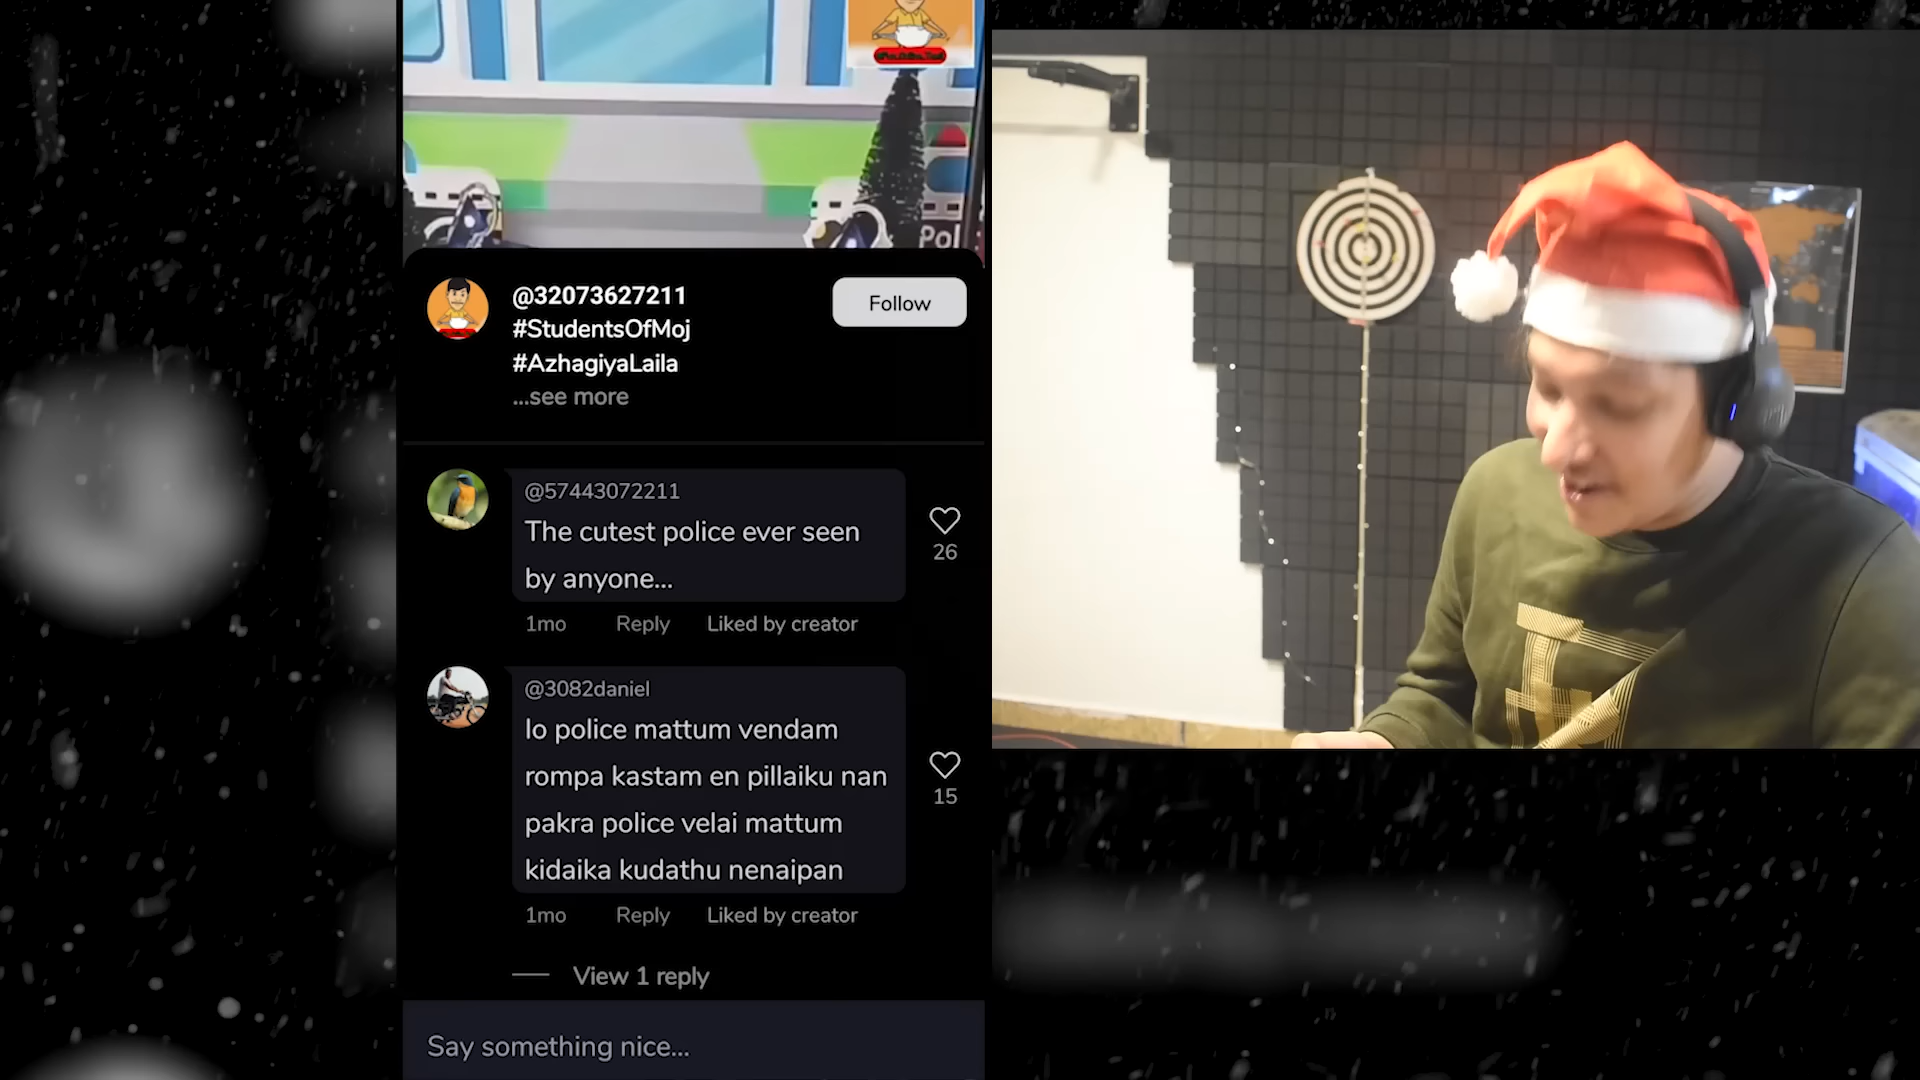 Pol
@32073627211
Follow
#StudentsOfMoj
#AzhagiyaLaila
...see more
@57443072211
The cutest police ever seen
by anyone...
26
1mo Reply Liked by creator
@3082daniel
lo police mattum vendam
rompa kastam en pillaiku nan
pakra police velai mattum
kidaika kudathu nenaipan
15
1mo Reply Liked by creator
View 1 reply
Say something nice...